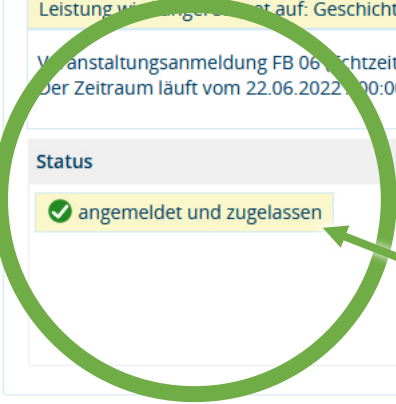 Leistung auf: Geschicht
anstaltungsanmeldung FB 06
Der Zeitraum läuft vom 22.06.2022
Status
angemeldet und zugelassen